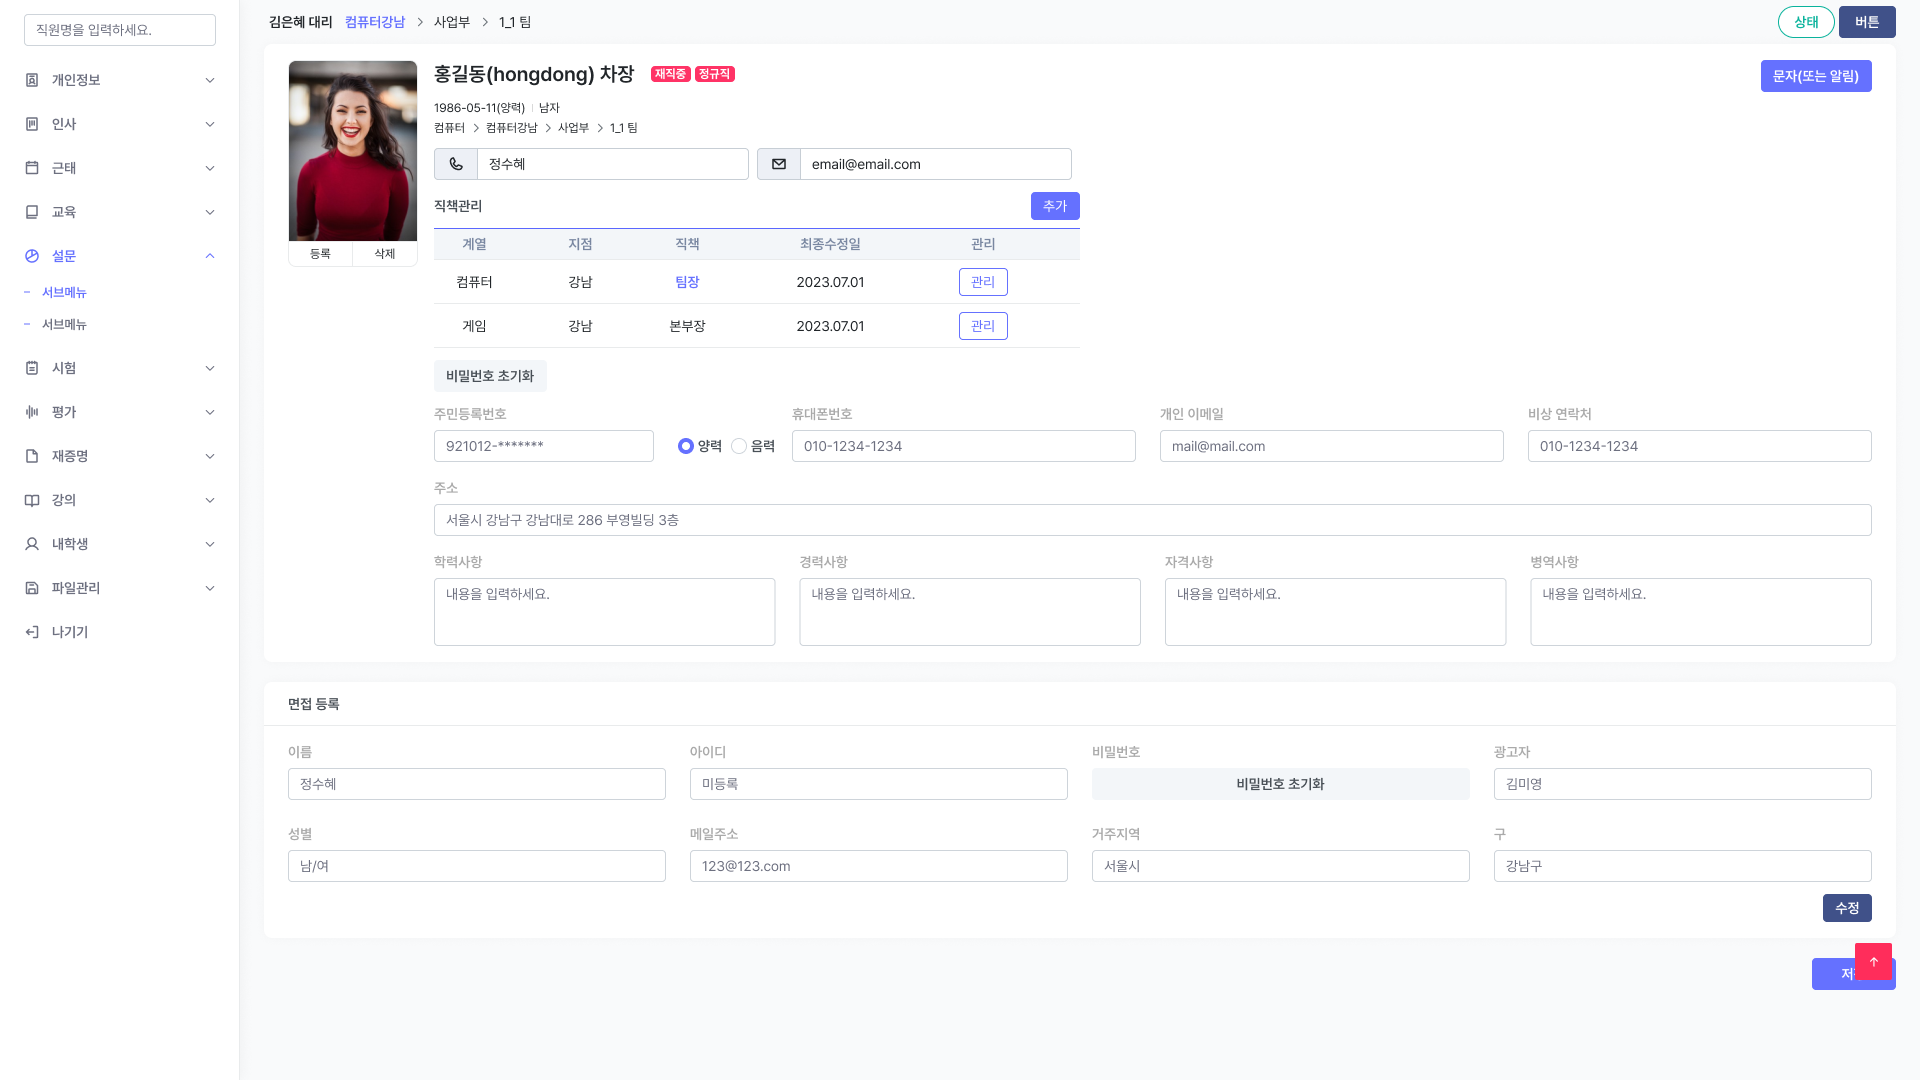 직원명을 입력하세요.
개인정보
인사
근태
교육
설문
서브메뉴
서브메뉴
시험
평가
재증명
강의
내학생
파일관리
나기기
김은혜 대리 컴퓨터강남 > 사업부 > 1_1 팀
상태 버튼
홍길동(hongdong) 차장 재직중 정규직
문자(또는 알림)
1986-05-11(양력) 남자
컴퓨터 > 컴퓨터강남 > 사업부 > 1_1 팀
정수혜 email@email.com
등록 삭제
직책관리 추가
계열 지점 직책 최종수정일 관리
컴퓨터 강남 팀장 2023.07.01 관리
게임 강남 본부장 2023.07.01 관리
비밀번호 초기화
주민등록번호 휴대폰번호 개인 이메일 비상 연락처
921012-******* 양력 음력 010-1234-1234 mail@mail.com 010-1234-1234
주소
서울시 강남구 강남대로 286 부영빌딩 3층
학력사항 경력사항 자격사항 병역사항
내용을 입력하세요. 내용을 입력하세요. 내용을 입력하세요. 내용을 입력하세요.
면접 등록
이름 아이디 비밀번호 광고자
정수혜 미등록 비밀번호 초기화 김미영
성별 메일주소 거주지역 구
남/여 123@123.com 서울시 강남구
수정